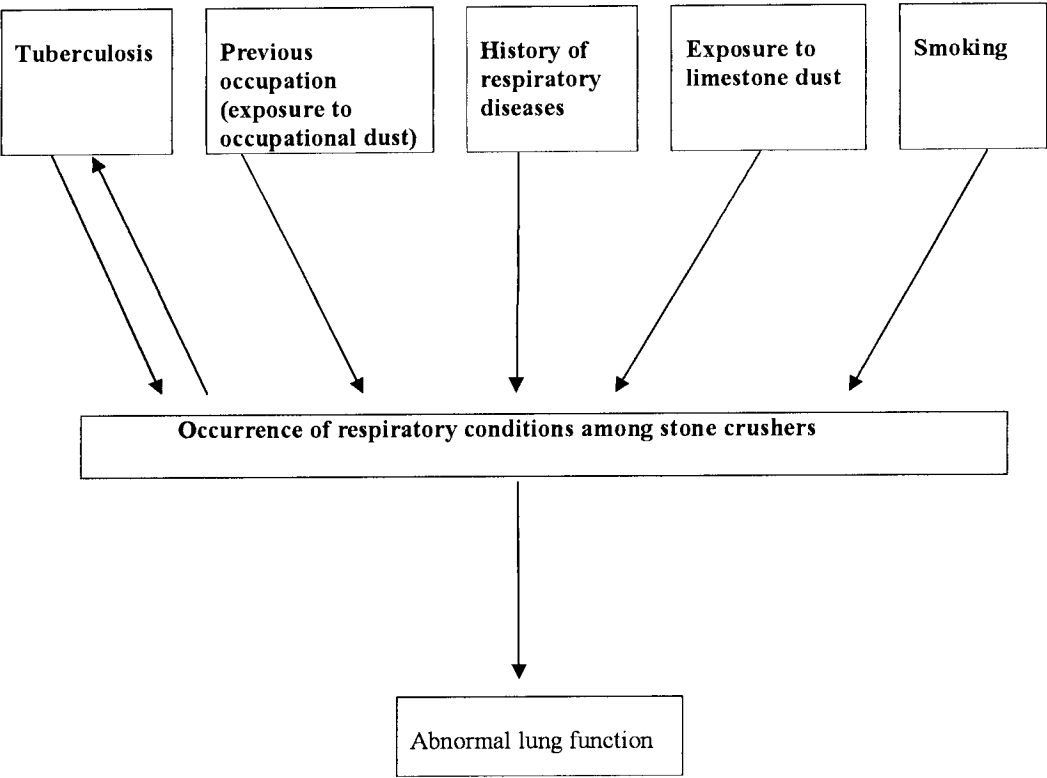 Tuberculosis
Previous
occupation
(exposure to
occupational dust)
History of
respiratory
diseases
Exposure to
limestone dust
Smoking
Occurrence of respiratory conditions among stone crushers
Abnormal lung function